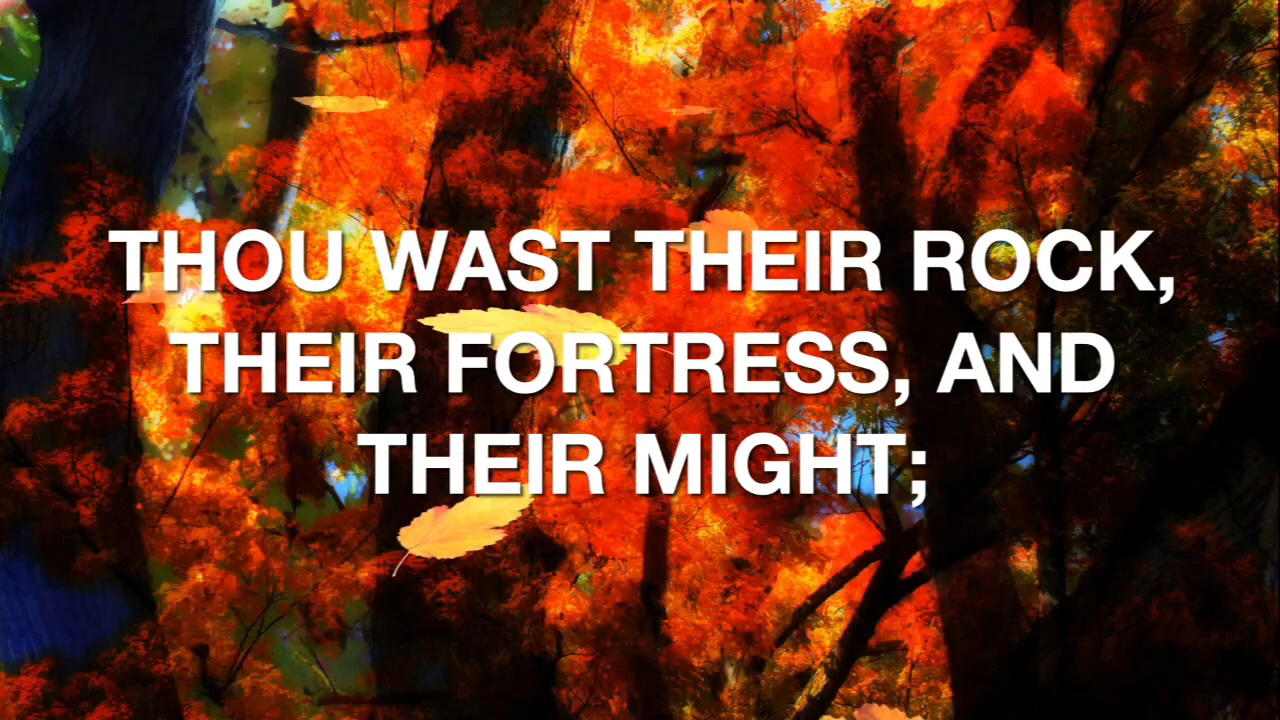 THOU WAST THEIR ROCK,
THEIR FORTRESS, AND
THEIR MIGHT;